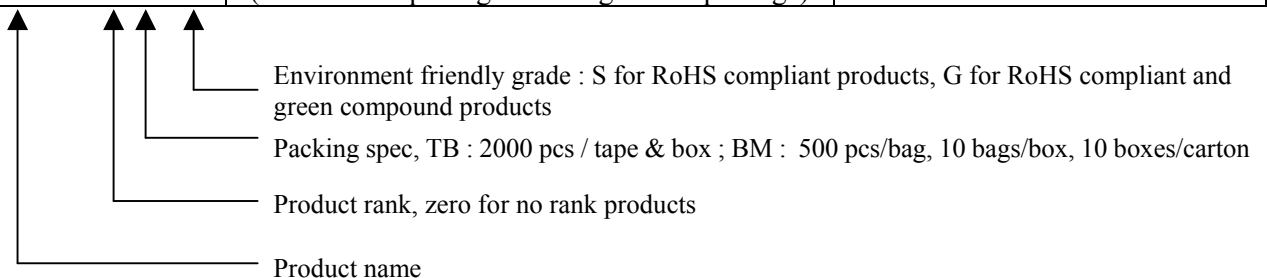 Environment friendly grade : S for RoHS compliant products, G for RoHS compliant and
green compound products
Packing spec, TB : 2000 pcs / tape & box ; BM : 500 pcs/bag, 10 bags/box, 10 boxes/carton
Product rank, zero for no rank products
Product name